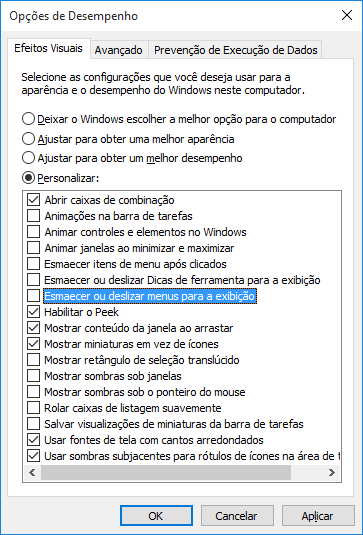 Opções de Desempenho
Efeitos Visuais Avançado Prevenção de Execução de Dados
Selecione as configurações que você deseja usar para a
aparência e o desempenho do Windows neste computador.
Deixar o Windows escolher a melhor opção para o computador
Ajustar para obter uma melhor aparência
Ajustar para obter um melhor desempenho
Personalizar:
Abrir caixas de combinação
Animações na barra de tarefas
Animar controles e elementos no Windows
Animar janelas ao minimizar e maximizar
Esmaecer itens de menu após clicados
Esmaecer ou deslizar Dicas de ferramenta para a exibição
Esmaecer ou deslizar menus para a exibição
Habilitar o Peek
Mostrar conteúdo da janela ao arrastar
Mostrar miniaturas em vez de ícones
Mostrar retângulo de seleção translúcido
Mostrar sombras sob janelas
Mostrar sombras sob o ponteiro do mouse
Rolar caixas de listagem suavemente
Salvar visualizações de miniaturas da barra de tarefas
Usar fontes de tela com cantos arredondados
Usar sombras subjacentes para rótulos de ícones na área de t
OK Cancelar Aplicar